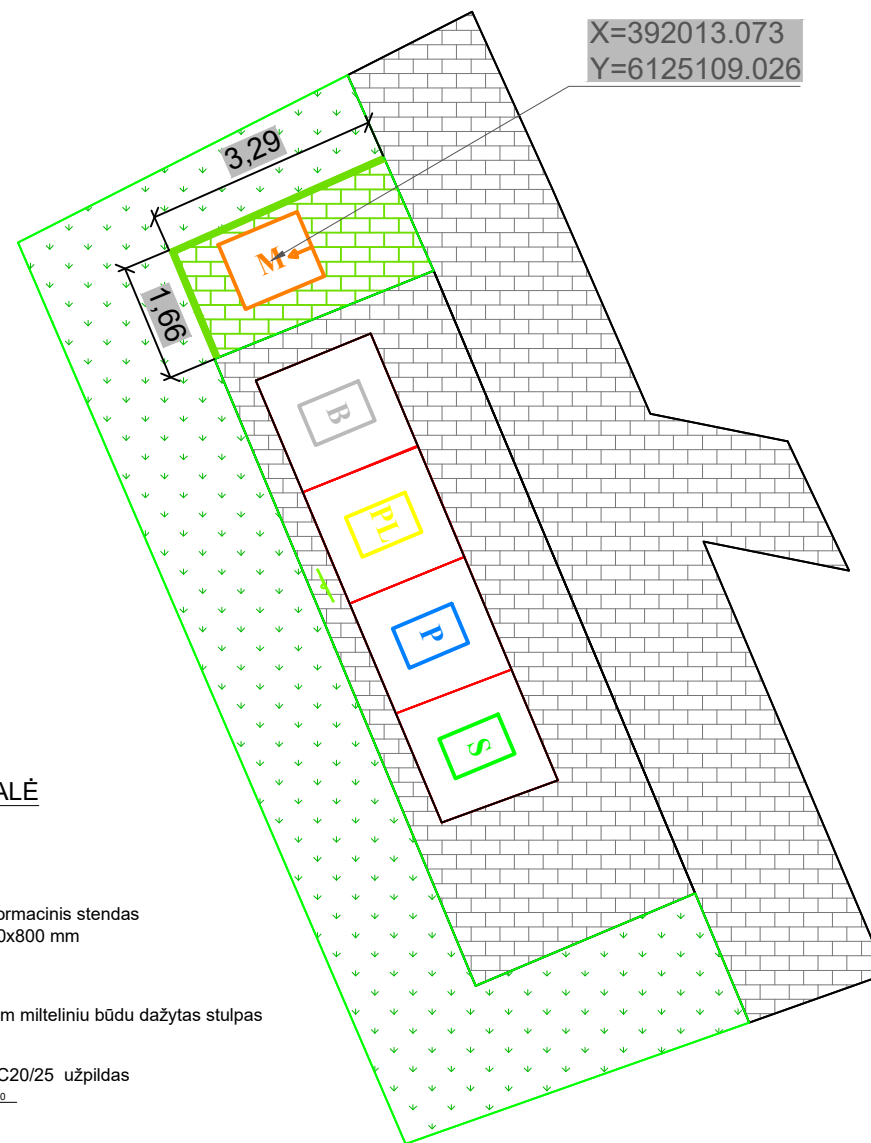 X=392013.073
Y=6125109.026
3,29
M
1,66
B
PL
P
S
ALĖ
ormacinis stendas
0x800 mm
m milteliniu būdu dažytas stulpas
C20/25 užpildas
0